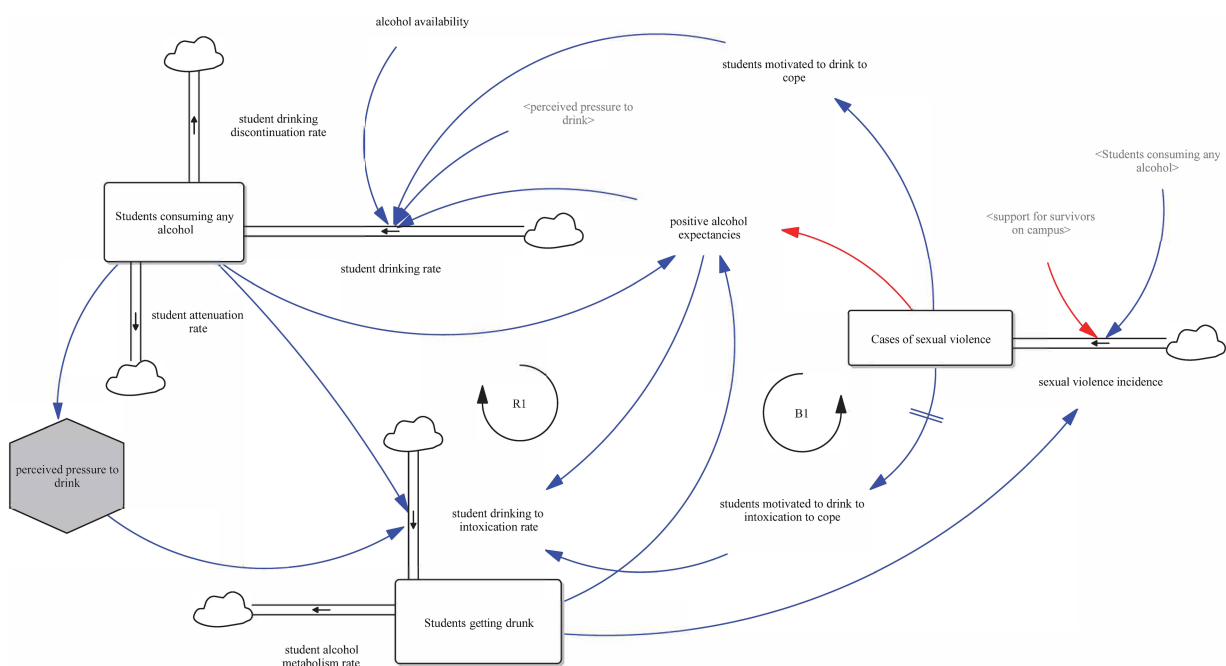 alcohol availability
students motivated to drink to
cope
<perceived pressure to
drink>
student drinking
discontinuation rate
<Students consuming any
alcohol>
Students consuming any
alcohol
positive alcohol
expectancies
<support for survivors
on campus>
student drinking rate
student attenuation
rate
Cases of sexual violence
sexual violence incidence
R1
B1
perceived pressure to
drink
student drinking to
intoxication rate
students motivated to drink to
intoxication to cope
Students getting drunk
student alcohol
metabolism rate